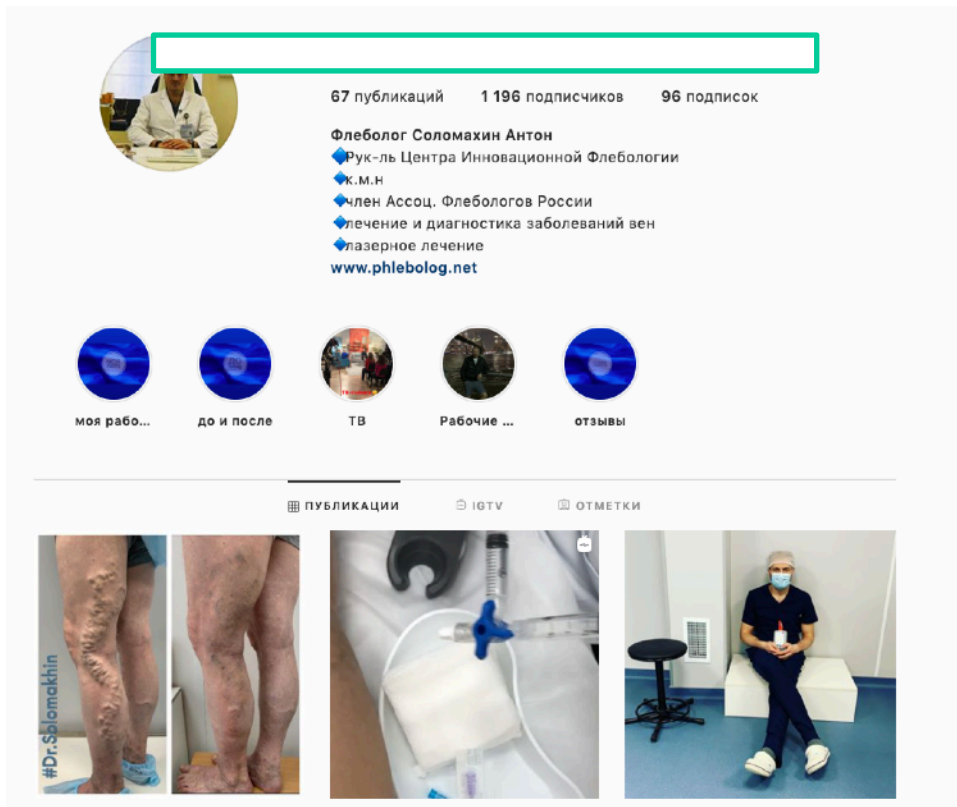 67 публикаций 1 196 подписчиков 96 подписок
Флеболог Соломахин Антон
Рук-ль Центра Инновационной Флебологии
к.м.н
член Ассоц. Флебологов России
лечение и диагностика заболеваний вен
лазерное лечение
www.phlebolog.net
моя рабо... до и после ТВ Рабочие ... отзывы
ПУБЛИКАЦИИ IGTV ОТМЕТКИ
#Dr.Solomakhin